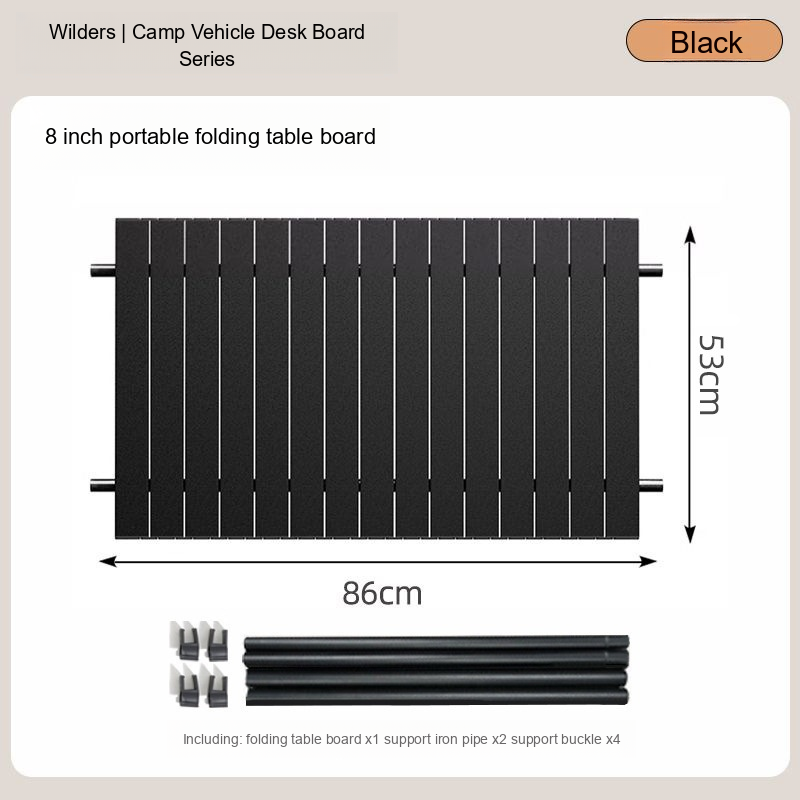 Wilders | Camp Vehicle Desk Board
Series
Black
8 inch portable folding table board
53cm
86cm
Including: folding table board x1 support iron pipe x2 support buckle x4